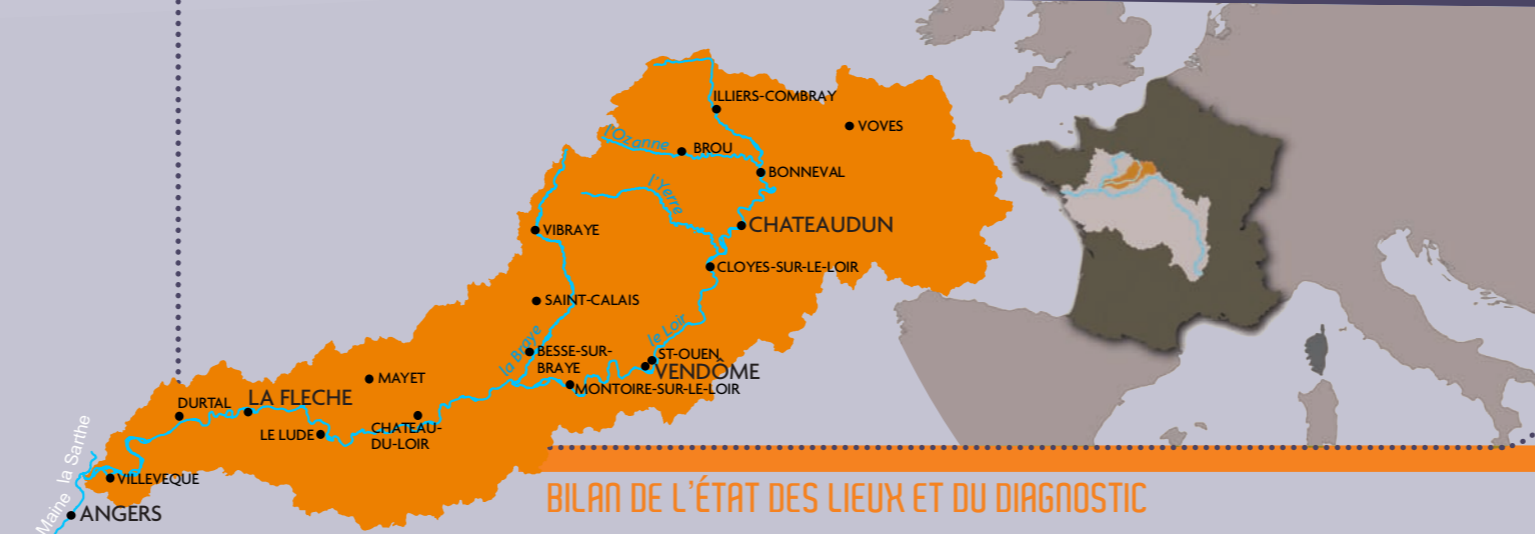 ILLIERS-COMBRAY
VOVES
l'Ozanne
BROU
BONNEVAL
l'Yerre
CHATEAUDUN
VIBRAYE
CLOYES-SUR-LE-LOIR
SAINT-CALAIS
le Loir
la Braye
BESSE-SUR-
BRAYE
ST-OUEN
VENDÔME
MONTOIRE-SUR-LE-LOIR
MAYET
DURTAL
LA FLECHE
LE LUDE
CHATEAU-
DU-LOIR
la Sarthe
VILLEVEQUE
Maine
ANGERS
BILAN DE L'ÉTAT DES LIEUX ET DU DIAGNOSTIC